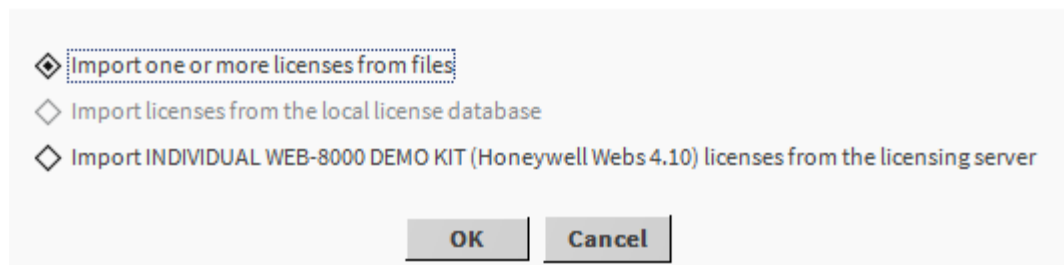 Import one or more licenses from files
Import licenses from the local license database
Import INDIVIDUAL WEB-8000 DEMO KIT (Honeywell Webs 4.10) licenses from the licensing server
OK Cancel